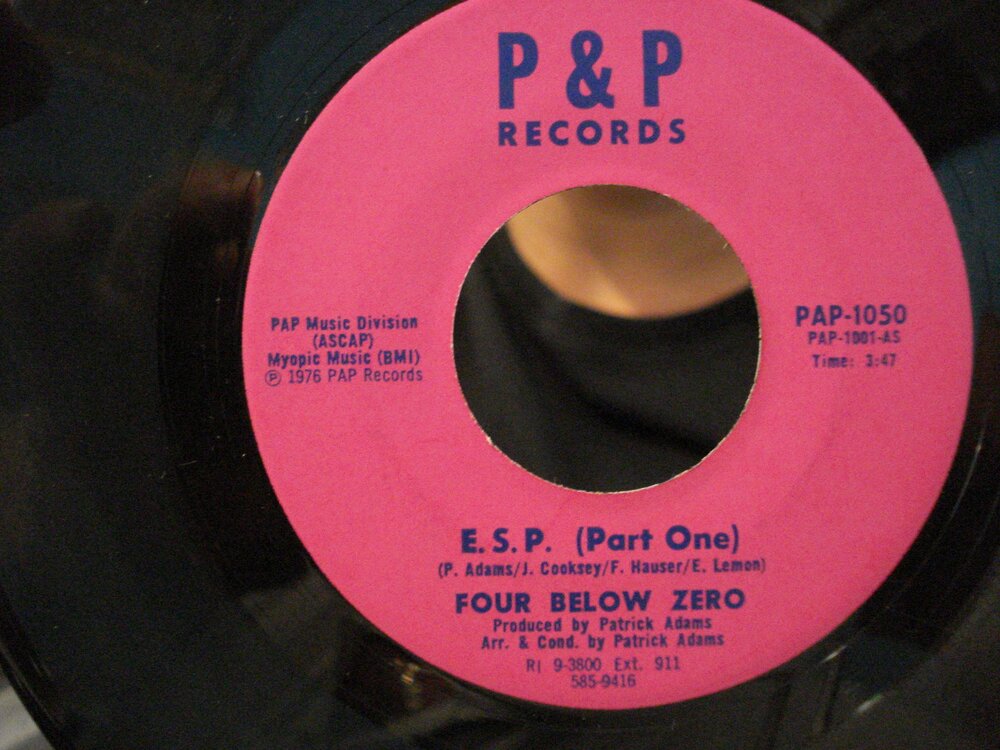 P & P
RECORDS
PAP Music Division
(ASCAP)
Myopic Music (BMI)
℗ 1976 PAP Records
PAP-1050
PAP-1001-AS
Time: 3:47
E. S. P. (Part One)
(P. Adams/J. Cooksey/F. Hauser/E. Lemon)
FOUR BELOW ZERO
Produced by Patrick Adams
Arr. & Cond. by Patrick Adams
RI 9-3800 Ext. 911
585-9416